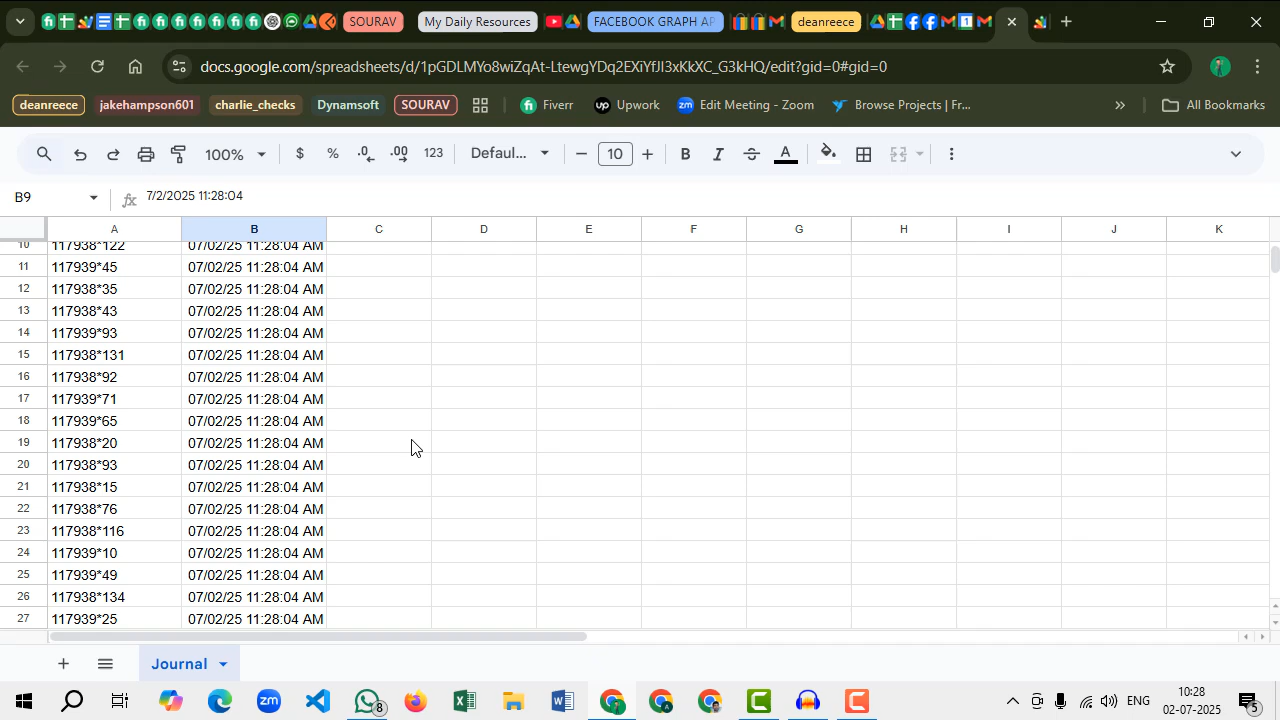 SOURAV My Daily Resources FACEBOOK GRAPH AP deanreece
docs.google.com/spreadsheets/d/1pGDLMYo8wiZqAt-LtewgYDq2EXiYfJI3xKkXC_G3kHQ/edit?gid=0#gid=0
deanreece jakehampson601 charlie_checks Dynamsoft SOURAV Fiverr Upwork Edit Meeting - Zoom Browse Projects | Fr... All Bookmarks
100% $ % .0 .00 123 Defaul... 10 B I A
B9 fx 7/2/2025 11:28:04
A B C D E F G H I J K
10 117938*122 07/02/25 11:28:04 AM
11 117939*45 07/02/25 11:28:04 AM
12 117938*35 07/02/25 11:28:04 AM
13 117938*43 07/02/25 11:28:04 AM
14 117939*93 07/02/25 11:28:04 AM
15 117938*131 07/02/25 11:28:04 AM
16 117938*92 07/02/25 11:28:04 AM
17 117939*71 07/02/25 11:28:04 AM
18 117939*65 07/02/25 11:28:04 AM
19 117938*20 07/02/25 11:28:04 AM
20 117938*93 07/02/25 11:28:04 AM
21 117938*15 07/02/25 11:28:04 AM
22 117938*76 07/02/25 11:28:04 AM
23 117938*116 07/02/25 11:28:04 AM
24 117939*10 07/02/25 11:28:04 AM
25 117939*49 07/02/25 11:28:04 AM
26 117938*134 07/02/25 11:28:04 AM
27 117939*25 07/02/25 11:28:04 AM
Journal
8 ENG 10:28
02-07-2025 5